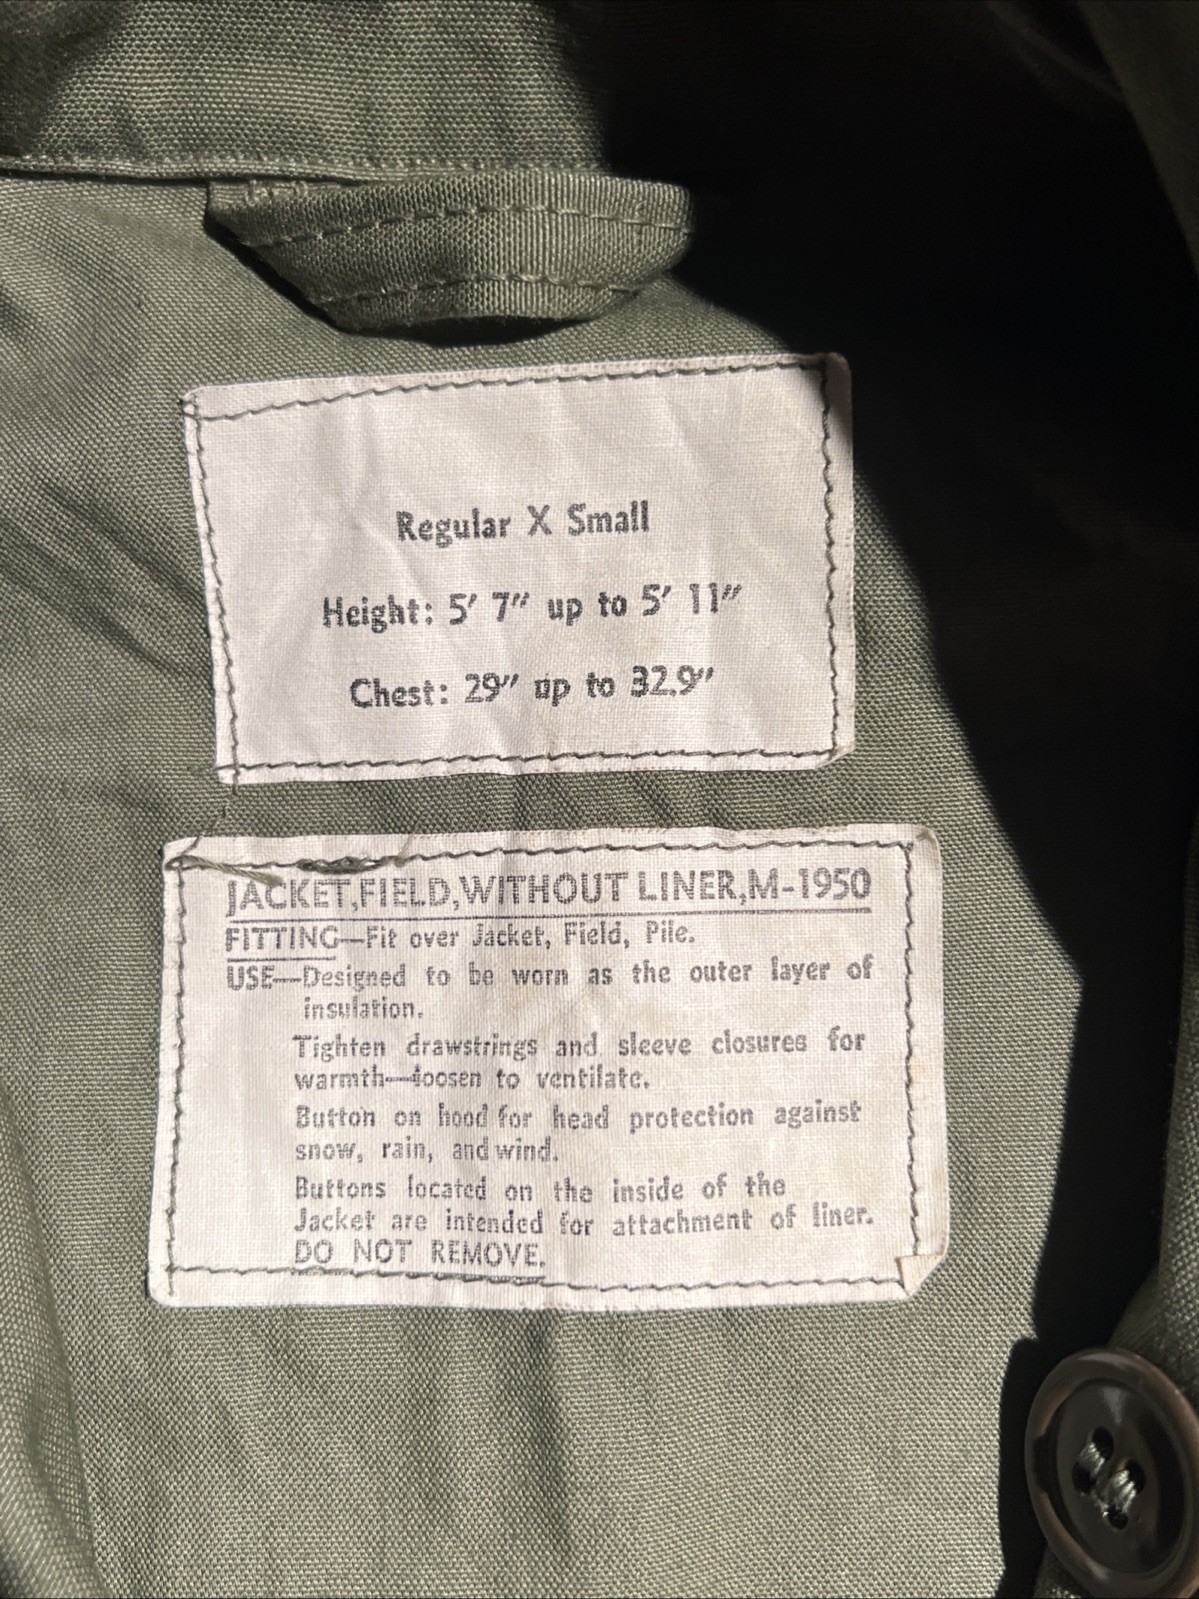 Regular X Small
Height: 5' 7" up to 5' 11"
Chest: 29" up to 32.9"
JACKET,FIELD,WITHOUT LINER,M-1950
FITTING—Fit over Jacket, Field, Pile.
USE—Designed to be worn as the outer layer of
insulation.
Tighten drawstrings and sleeve closures for
warmth—loosen to ventilate.
Button on hood for head protection against
snow, rain, and wind.
Buttons located on the inside of the
Jacket are intended for attachment of liner.
DO NOT REMOVE.